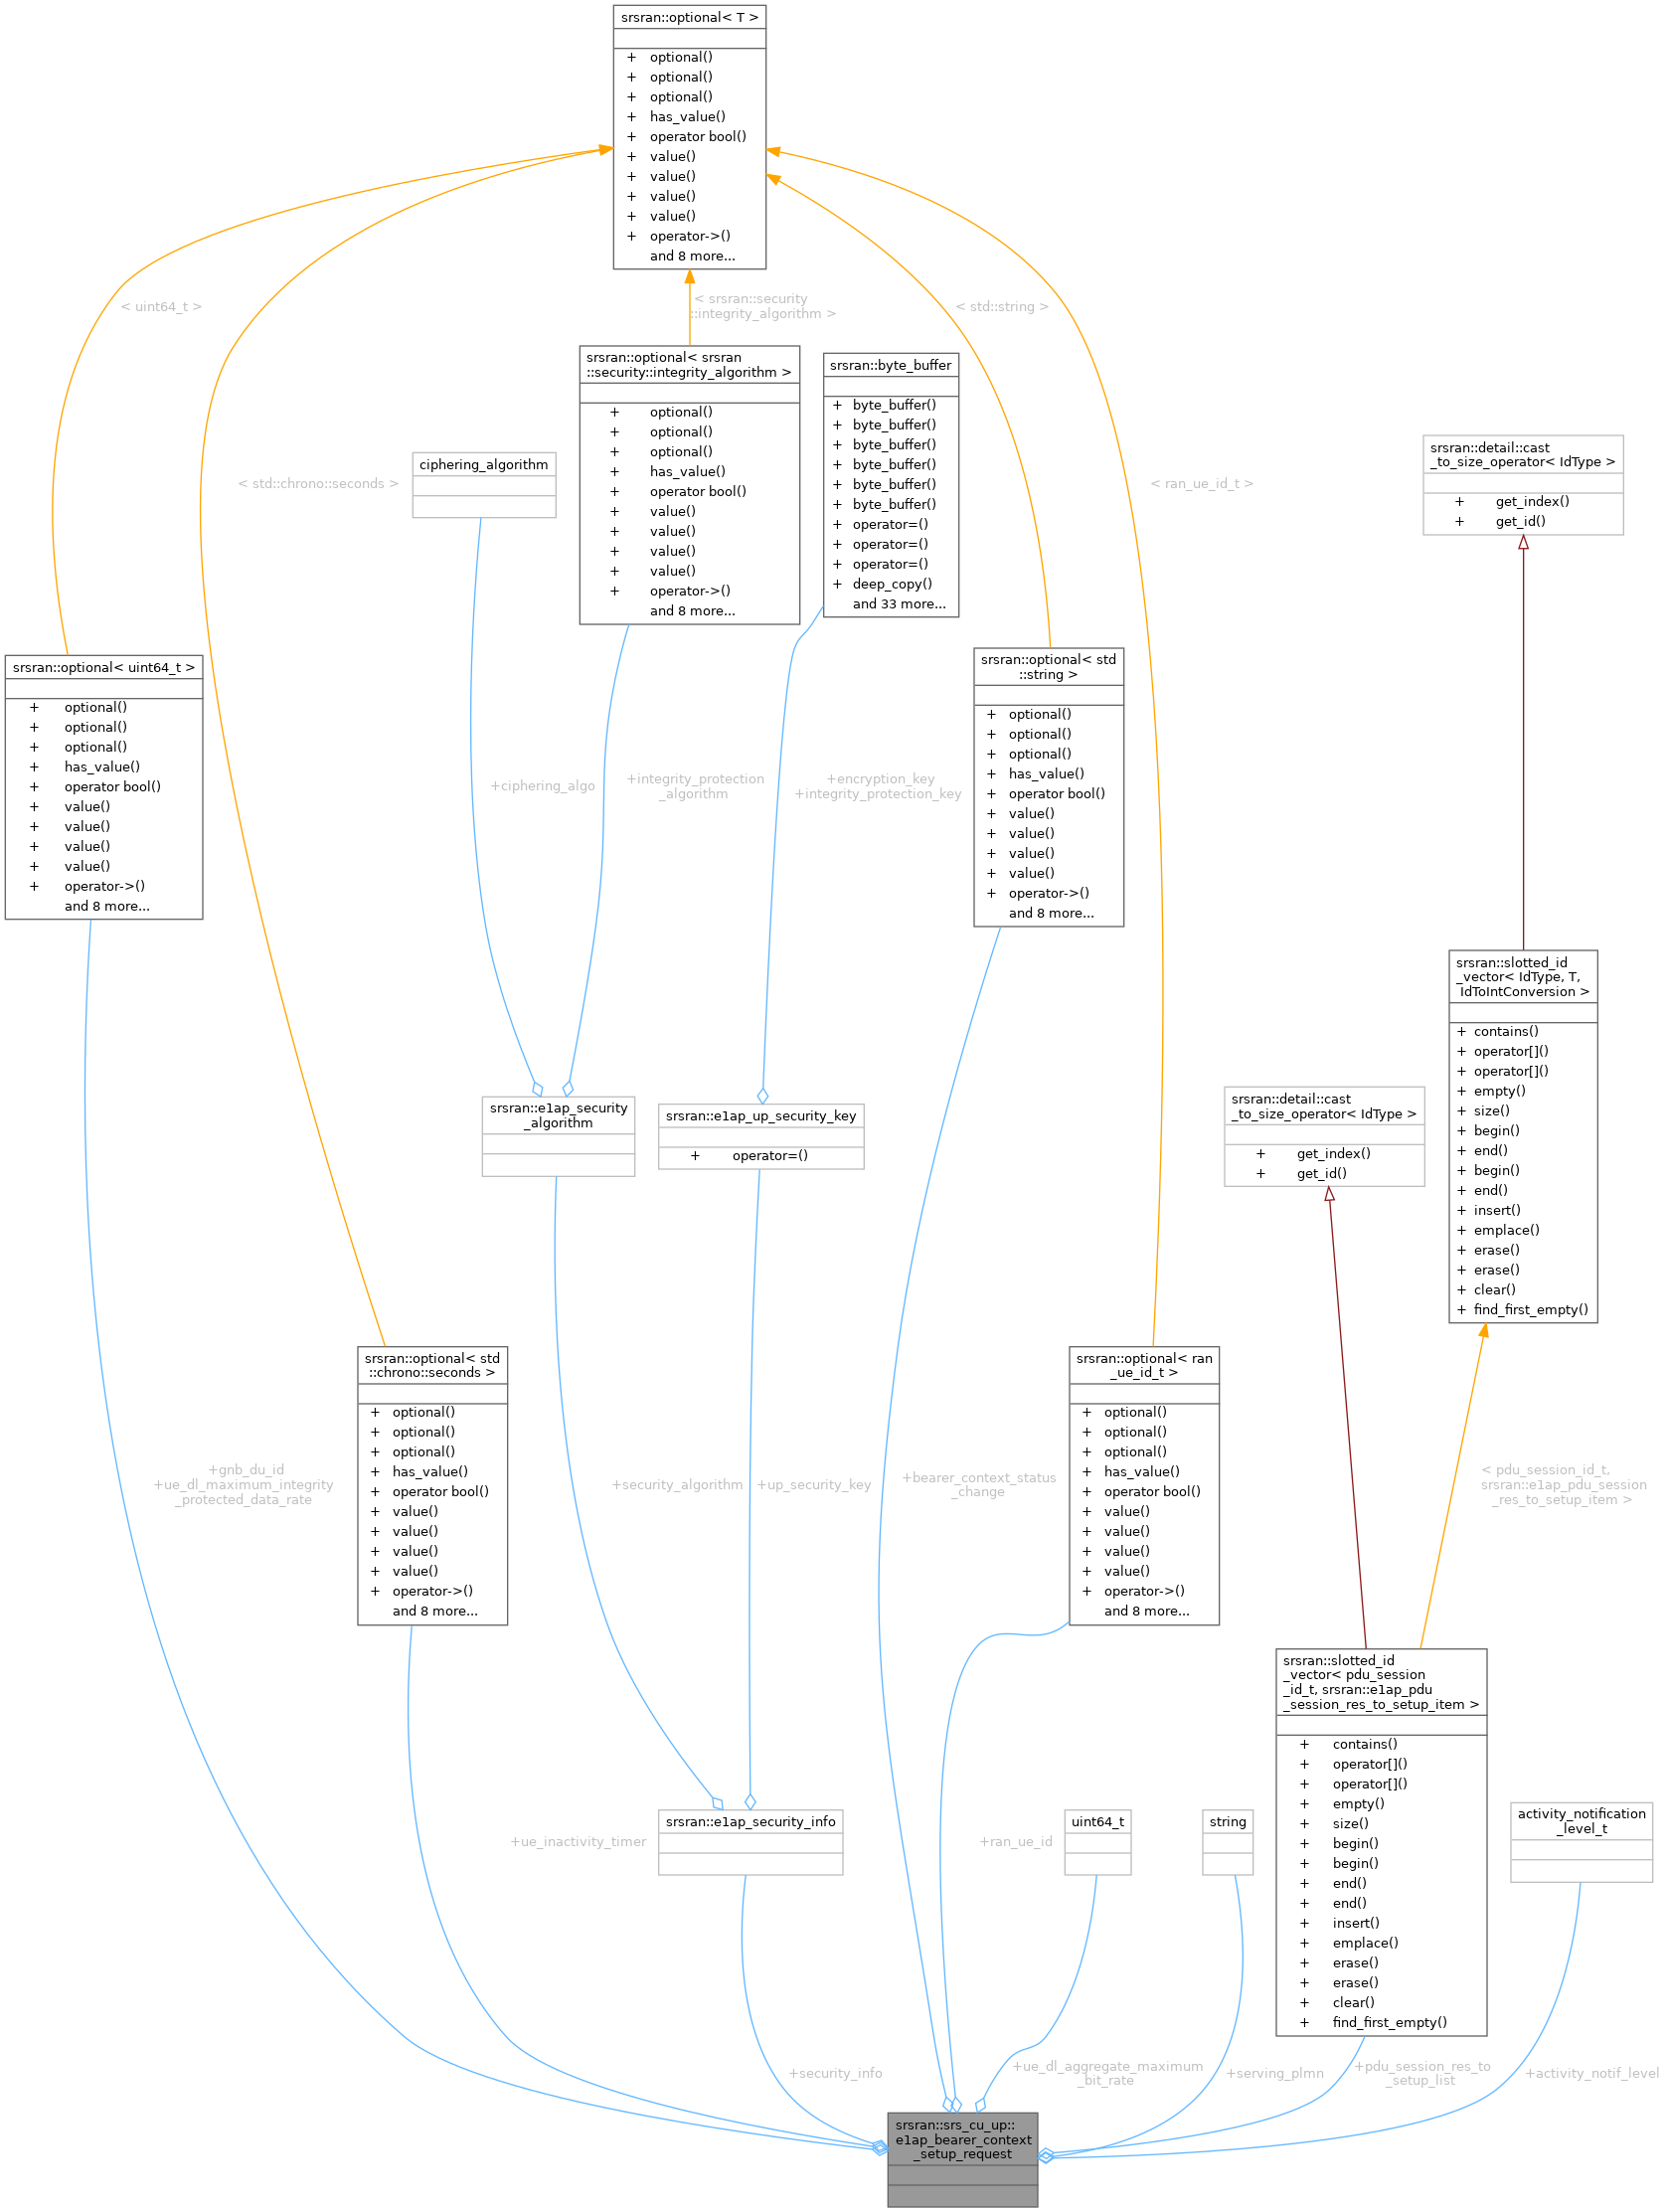 srsran::optional< T >
+ optional()
+ optional()
+ optional()
+ has_value()
+ operator bool()
+ value()
+ value()
+ value()
+ value()
+ operator->()
and 8 more...
< uint64_t >
< srsran::security
::integrity_algorithm >
< std::string >
srsran::optional< srsran
::security::integrity_algorithm >
+ optional()
+ optional()
+ optional()
+ has_value()
+ operator bool()
+ value()
+ value()
+ value()
+ value()
+ operator->()
and 8 more...
srsran::byte_buffer
+ byte_buffer()
+ byte_buffer()
+ byte_buffer()
+ byte_buffer()
+ byte_buffer()
+ byte_buffer()
+ operator=()
+ operator=()
+ operator=()
+ deep_copy()
and 33 more...
srsran::detail::cast
_to_size_operator< IdType >
+ get_index()
+ get_id()
ciphering_algorithm
< std::chrono::seconds >
< ran_ue_id_t >
srsran::optional< uint64_t >
+ optional()
+ optional()
+ optional()
+ has_value()
+ operator bool()
+ value()
+ value()
+ value()
+ value()
+ operator->()
and 8 more...
srsran::optional< std
::string >
+ optional()
+ optional()
+ optional()
+ has_value()
+ operator bool()
+ value()
+ value()
+ value()
+ value()
+ operator->()
and 8 more...
+ciphering_algo
+integrity_protection
_algorithm
+encryption_key
+integrity_protection_key
srsran::slotted_id
_vector< IdType, T,
IdToIntConversion >
+ contains()
+ operator[]()
+ operator[]()
+ empty()
+ size()
+ begin()
+ end()
+ begin()
+ end()
+ insert()
+ emplace()
+ erase()
+ erase()
+ clear()
+ find_first_empty()
srsran::detail::cast
_to_size_operator< IdType >
+ get_index()
+ get_id()
srsran::e1ap_security
_algorithm
srsran::e1ap_up_security_key
+ operator=()
srsran::optional< std
::chrono::seconds >
+ optional()
+ optional()
+ optional()
+ has_value()
+ operator bool()
+ value()
+ value()
+ value()
+ value()
+ operator->()
and 8 more...
srsran::optional< ran
_ue_id_t >
+ optional()
+ optional()
+ optional()
+ has_value()
+ operator bool()
+ value()
+ value()
+ value()
+ value()
+ operator->()
and 8 more...
+gnb_du_id
+ue_dl_maximum_integrity
_protected_data_rate
+security_algorithm
+up_security_key
+bearer_context_status
_change
< pdu_session_id_t,
srsran::e1ap_pdu_session
_res_to_setup_item >
srsran::slotted_id
_vector< pdu_session
_id_t, srsran::e1ap_pdu
_session_res_to_setup_item >
+ contains()
+ operator[]()
+ operator[]()
+ empty()
+ size()
+ begin()
+ begin()
+ end()
+ end()
+ insert()
+ emplace()
+ erase()
+ erase()
+ clear()
+ find_first_empty()
+ue_inactivity_timer
srsran::e1ap_security_info
+ran_ue_id
uint64_t
string
activity_notification
_level_t
+security_info
+ue_dl_aggregate_maximum
_bit_rate
+serving_plmn
+pdu_session_res_to
_setup_list
+activity_notif_level
srsran::srs_cu_up::
e1ap_bearer_context
_setup_request